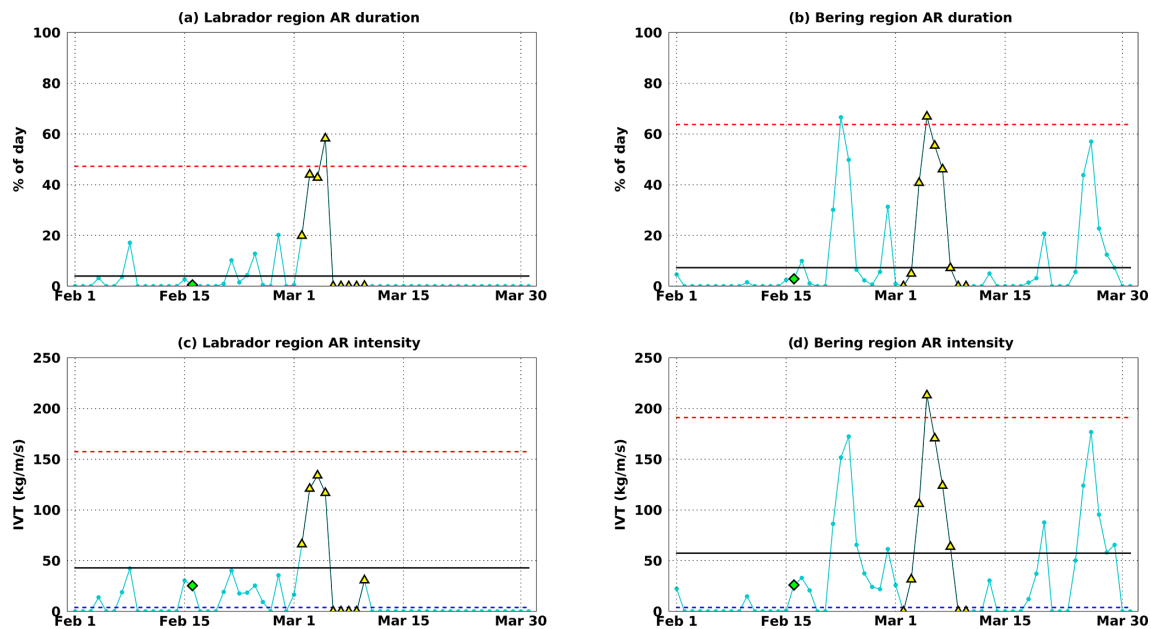 (a) Labrador region AR duration
(b) Bering region AR duration
% of day
100
80
60
40
20
0
Feb 1
Feb 15
Mar 1
Mar 15
Mar 30
% of day
100
80
60
40
20
0
Feb 1
Feb 15
Mar 1
Mar 15
Mar 30
(c) Labrador region AR intensity
(d) Bering region AR intensity
IVT (kg/m/s)
250
200
150
100
50
0
Feb 1
Feb 15
Mar 1
Mar 15
Mar 30
IVT (kg/m/s)
250
200
150
100
50
0
Feb 1
Feb 15
Mar 1
Mar 15
Mar 30